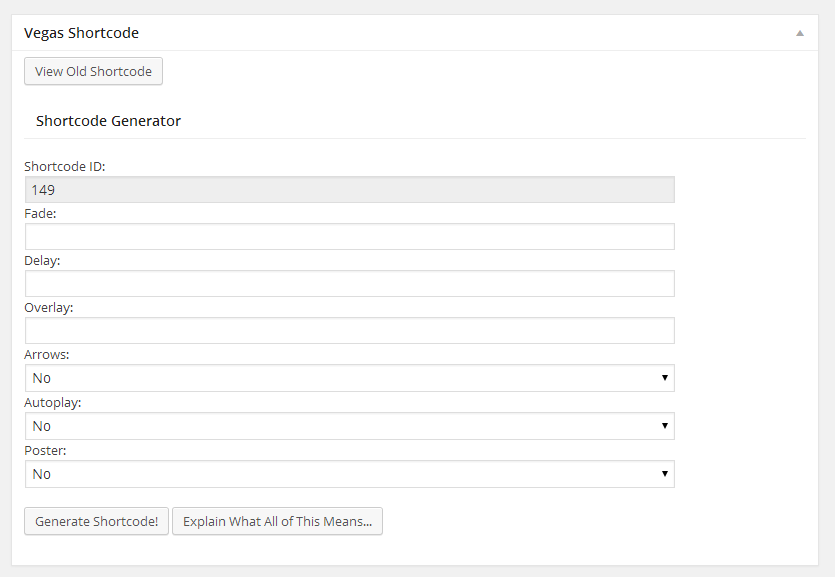 Vegas Shortcode
View Old Shortcode
Shortcode Generator
Shortcode ID:
149
Fade:
Delay:
Overlay:
Arrows:
No
Autoplay:
No
Poster:
No
Generate Shortcode! Explain What All of This Means...